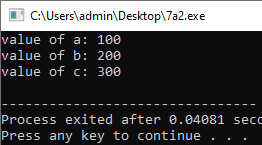 C:\Users\admin\Desktop\7a2.exe
value of a: 100
value of b: 200
value of c: 300
--------------------------------
Process exited after 0.04081 seco
Press any key to continue . . .